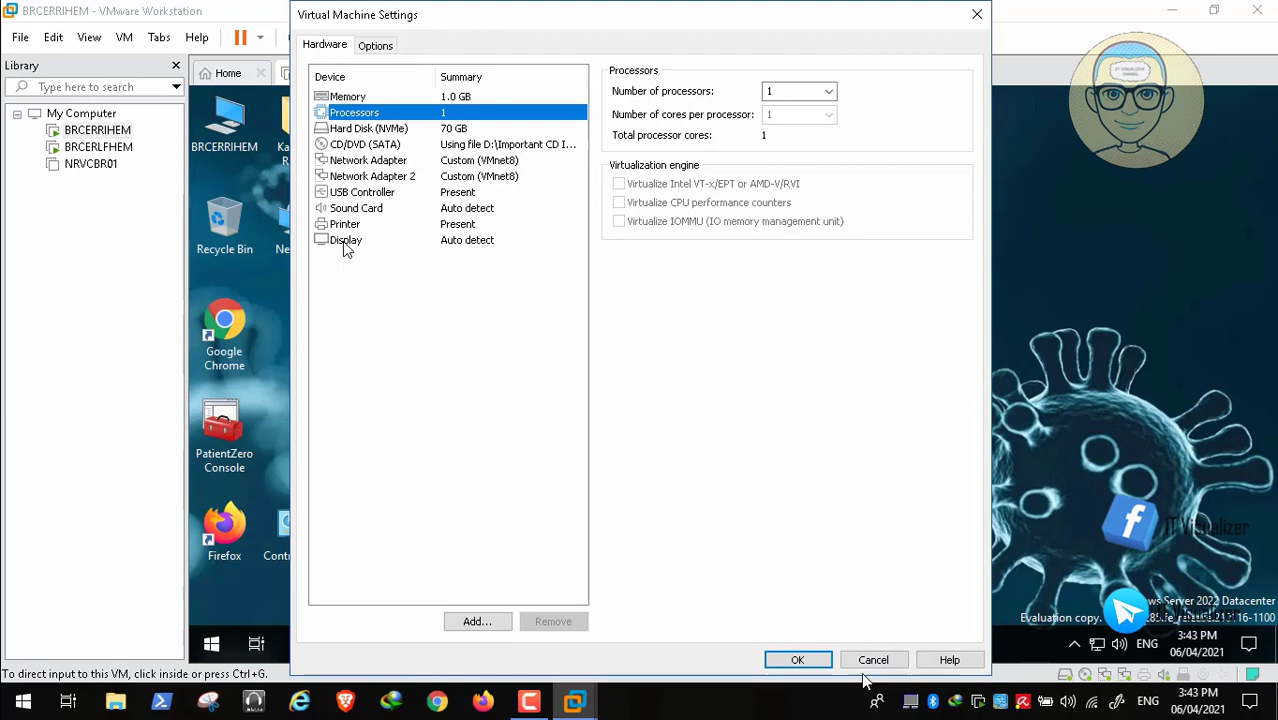 BRCERRIHEM - VMware Workstation
File Edit View VM Tabs Help
Library
Type here to search
My Computer
BRCERRIHEM
BRCERLFHEM
NRVCBR01
Home
BRCERRIHEM
Recycle Bin
Google
Chrome
PatientZero
Console
Firefox
Virtual Machine Settings
Hardware Options
Device Summary
Memory 1.0 GB
Processors 1
Hard Disk (NVMe) 70 GB
CD/DVD (SATA) Using file D:\Important CD I...
Network Adapter Custom (VMnet8)
Network Adapter 2 Custom (VMnet8)
USB Controller Present
Sound Card Auto detect
Printer Present
Display Auto detect
Add... Remove
Processors
Number of processors: 1
Number of cores per processor: 1
Total processor cores: 1
Virtualization engine
Virtualize Intel VT-x/EPT or AMD-V/RVI
Virtualize CPU performance counters
Virtualize IOMMU (IO memory management unit)
OK Cancel Help
IT VISUALIZER
CHANNEL
IT Visualizer
ws Server 2022 Datacenter
Evaluation copy.
ENG 3:43 PM
06/04/2021
To direct input to this VM, click inside or press Ctrl+G.
ENG 3:43 PM
06/04/2021